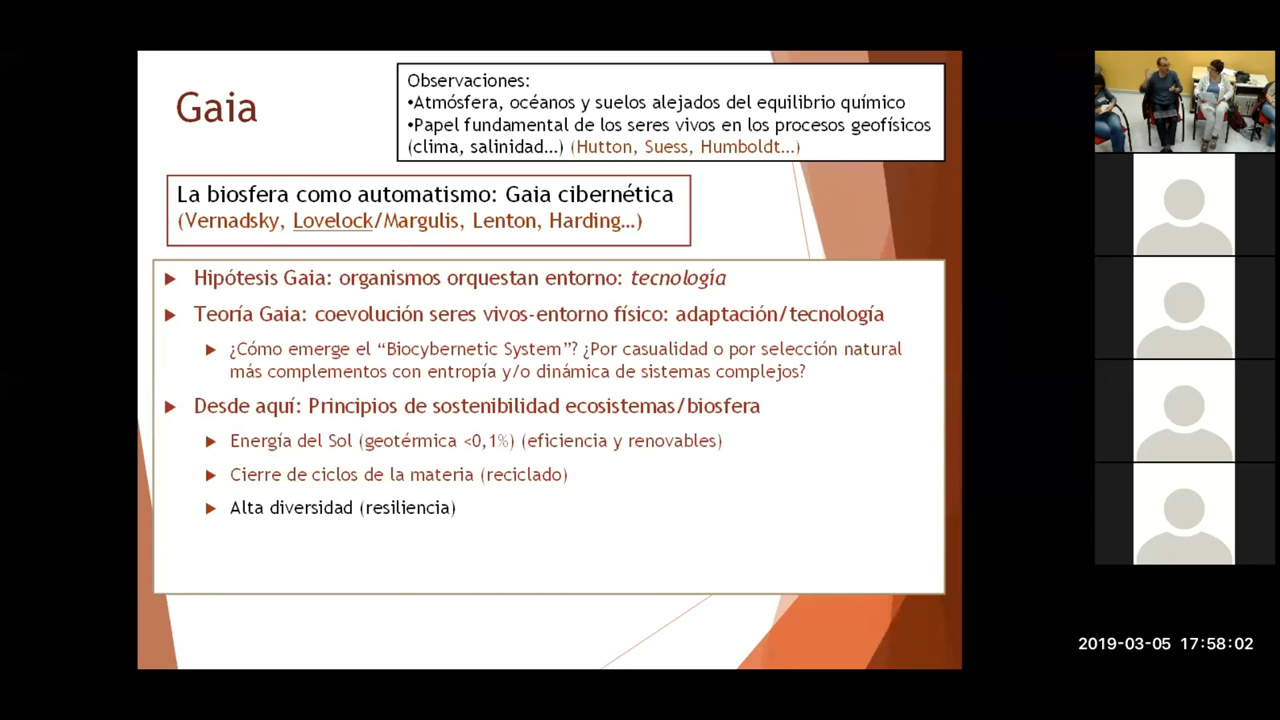 Gaia
Observaciones:
•Atmósfera, océanos y suelos alejados del equilibrio químico
•Papel fundamental de los seres vivos en los procesos geofísicos
(clima, salinidad…) (Hutton, Suess, Humboldt…)
La biosfera como automatismo: Gaia cibernética
(Vernadsky, Lovelock/Margulis, Lenton, Harding…)
Hipótesis Gaia: organismos orquestan entorno: tecnología
Teoría Gaia: coevolución seres vivos-entorno físico: adaptación/tecnología
¿Cómo emerge el “Biocybernetic System”? ¿Por casualidad o por selección natural
más complementos con entropía y/o dinámica de sistemas complejos?
Desde aquí: Principios de sostenibilidad ecosistemas/biosfera
Energía del Sol (geotérmica <0,1%) (eficiencia y renovables)
Cierre de ciclos de la materia (reciclado)
Alta diversidad (resiliencia)
2019-03-05 17:58:02